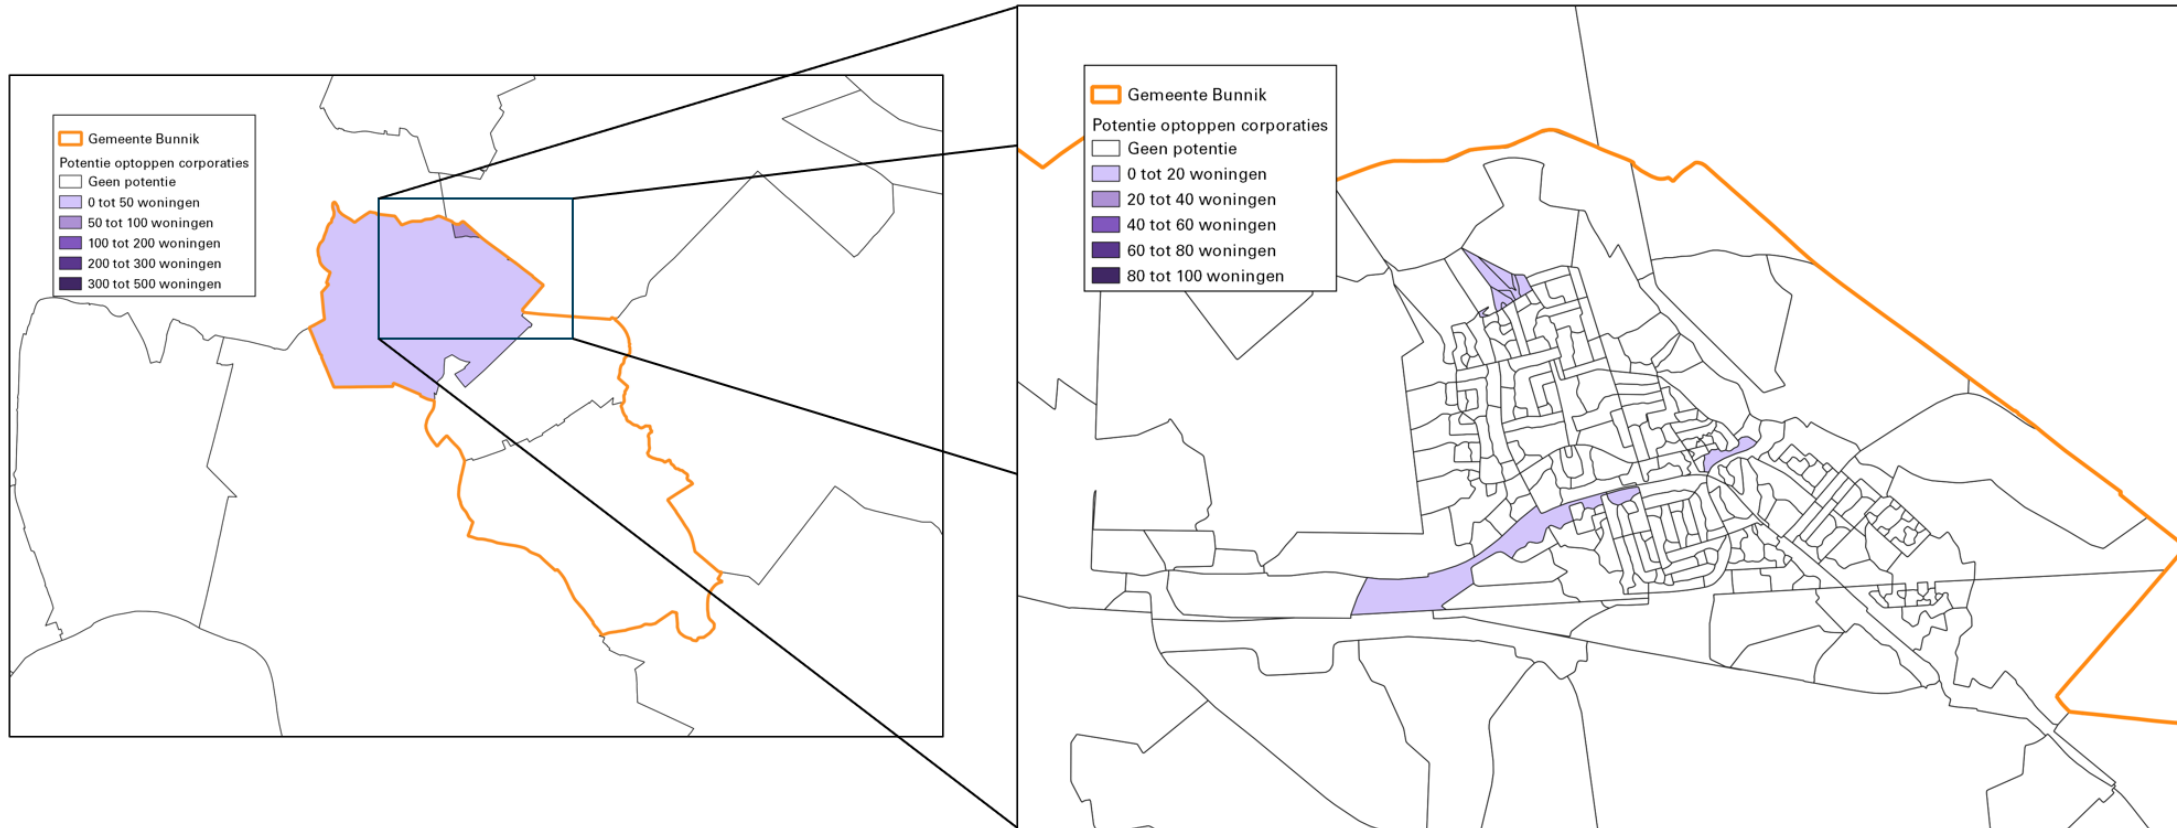 Gemeente Bunnik
Potentie optoppen corporaties
Geen potentie
0 tot 50 woningen
50 tot 100 woningen
100 tot 200 woningen
200 tot 300 woningen
300 tot 500 woningen
Gemeente Bunnik
Potentie optoppen corporaties
Geen potentie
0 tot 20 woningen
20 tot 40 woningen
40 tot 60 woningen
60 tot 80 woningen
80 tot 100 woningen